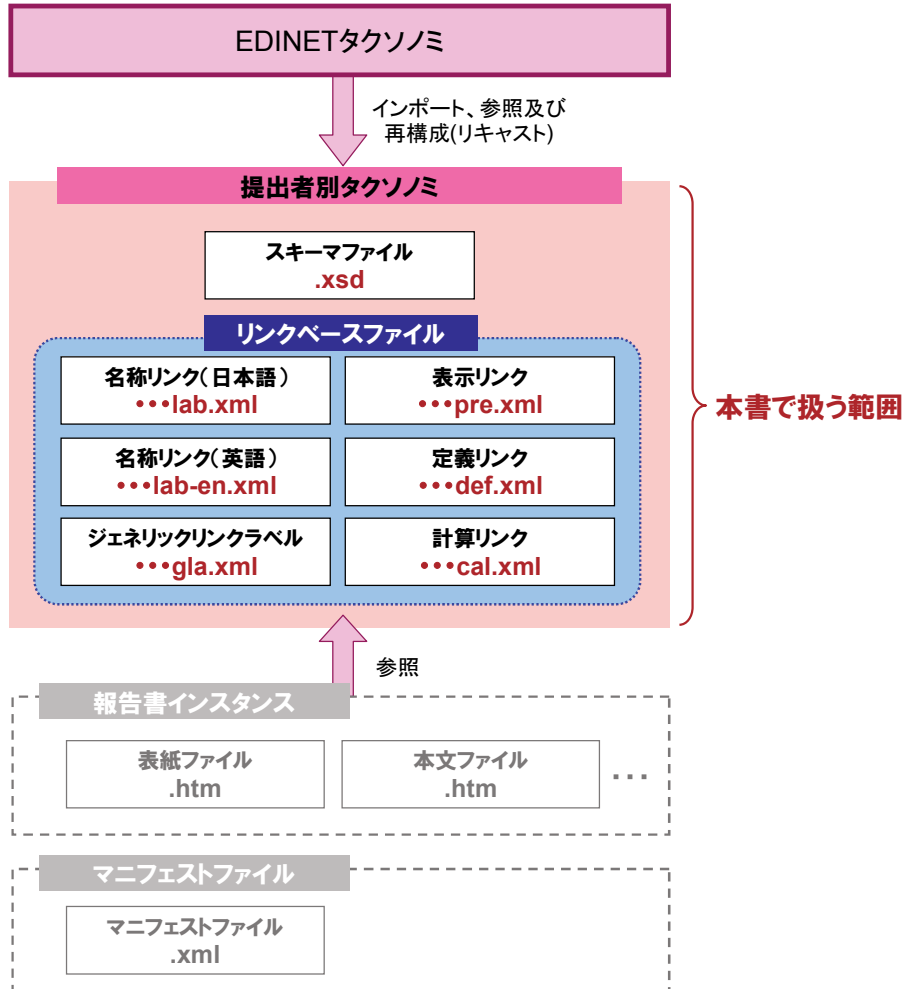 EDINETタクソノミ
インポート、参照及び
再構成(リキャスト)
提出者別タクソノミ
スキーマファイル
.xsd
リンクベースファイル
名称リンク(日本語)
•••lab.xml
表示リンク
•••pre.xml
名称リンク(英語)
•••lab-en.xml
定義リンク
•••def.xml
ジェネリックリンクラベル
•••gla.xml
計算リンク
•••cal.xml
本書で扱う範囲
参照
報告書インスタンス
表紙ファイル
.htm
本文ファイル
.htm
...
マニフェストファイル
マニフェストファイル
.xml